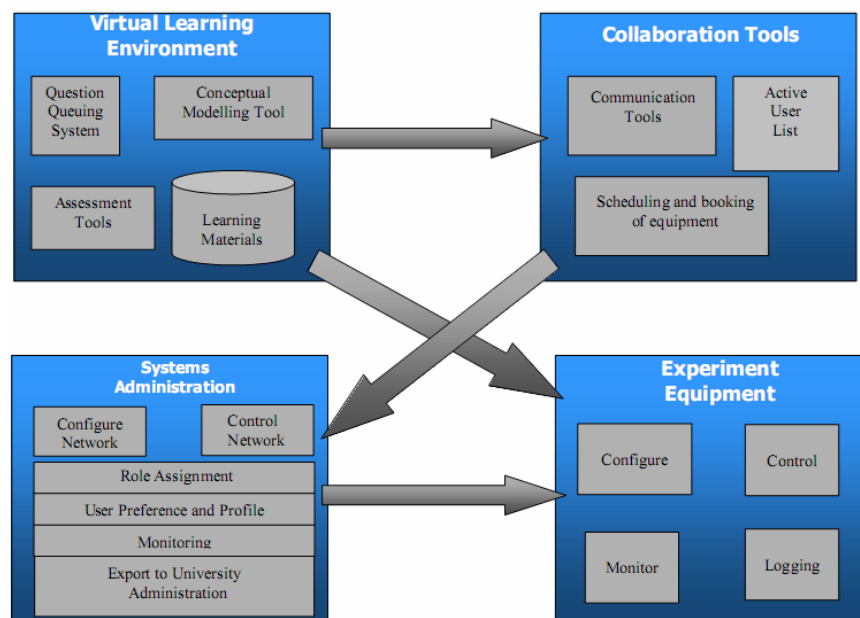 Virtual Learning
Environment
Question
Queuing
System
Conceptual
Modelling Tool
Assessment
Tools
Learning
Materials
Collaboration Tools
Communication
Tools
Active
User
List
Scheduling and booking
of equipment
Systems
Administration
Configure
Network
Control
Network
Role Assignment
User Preference and Profile
Monitoring
Export to University
Administration
Experiment
Equipment
Configure
Control
Monitor
Logging